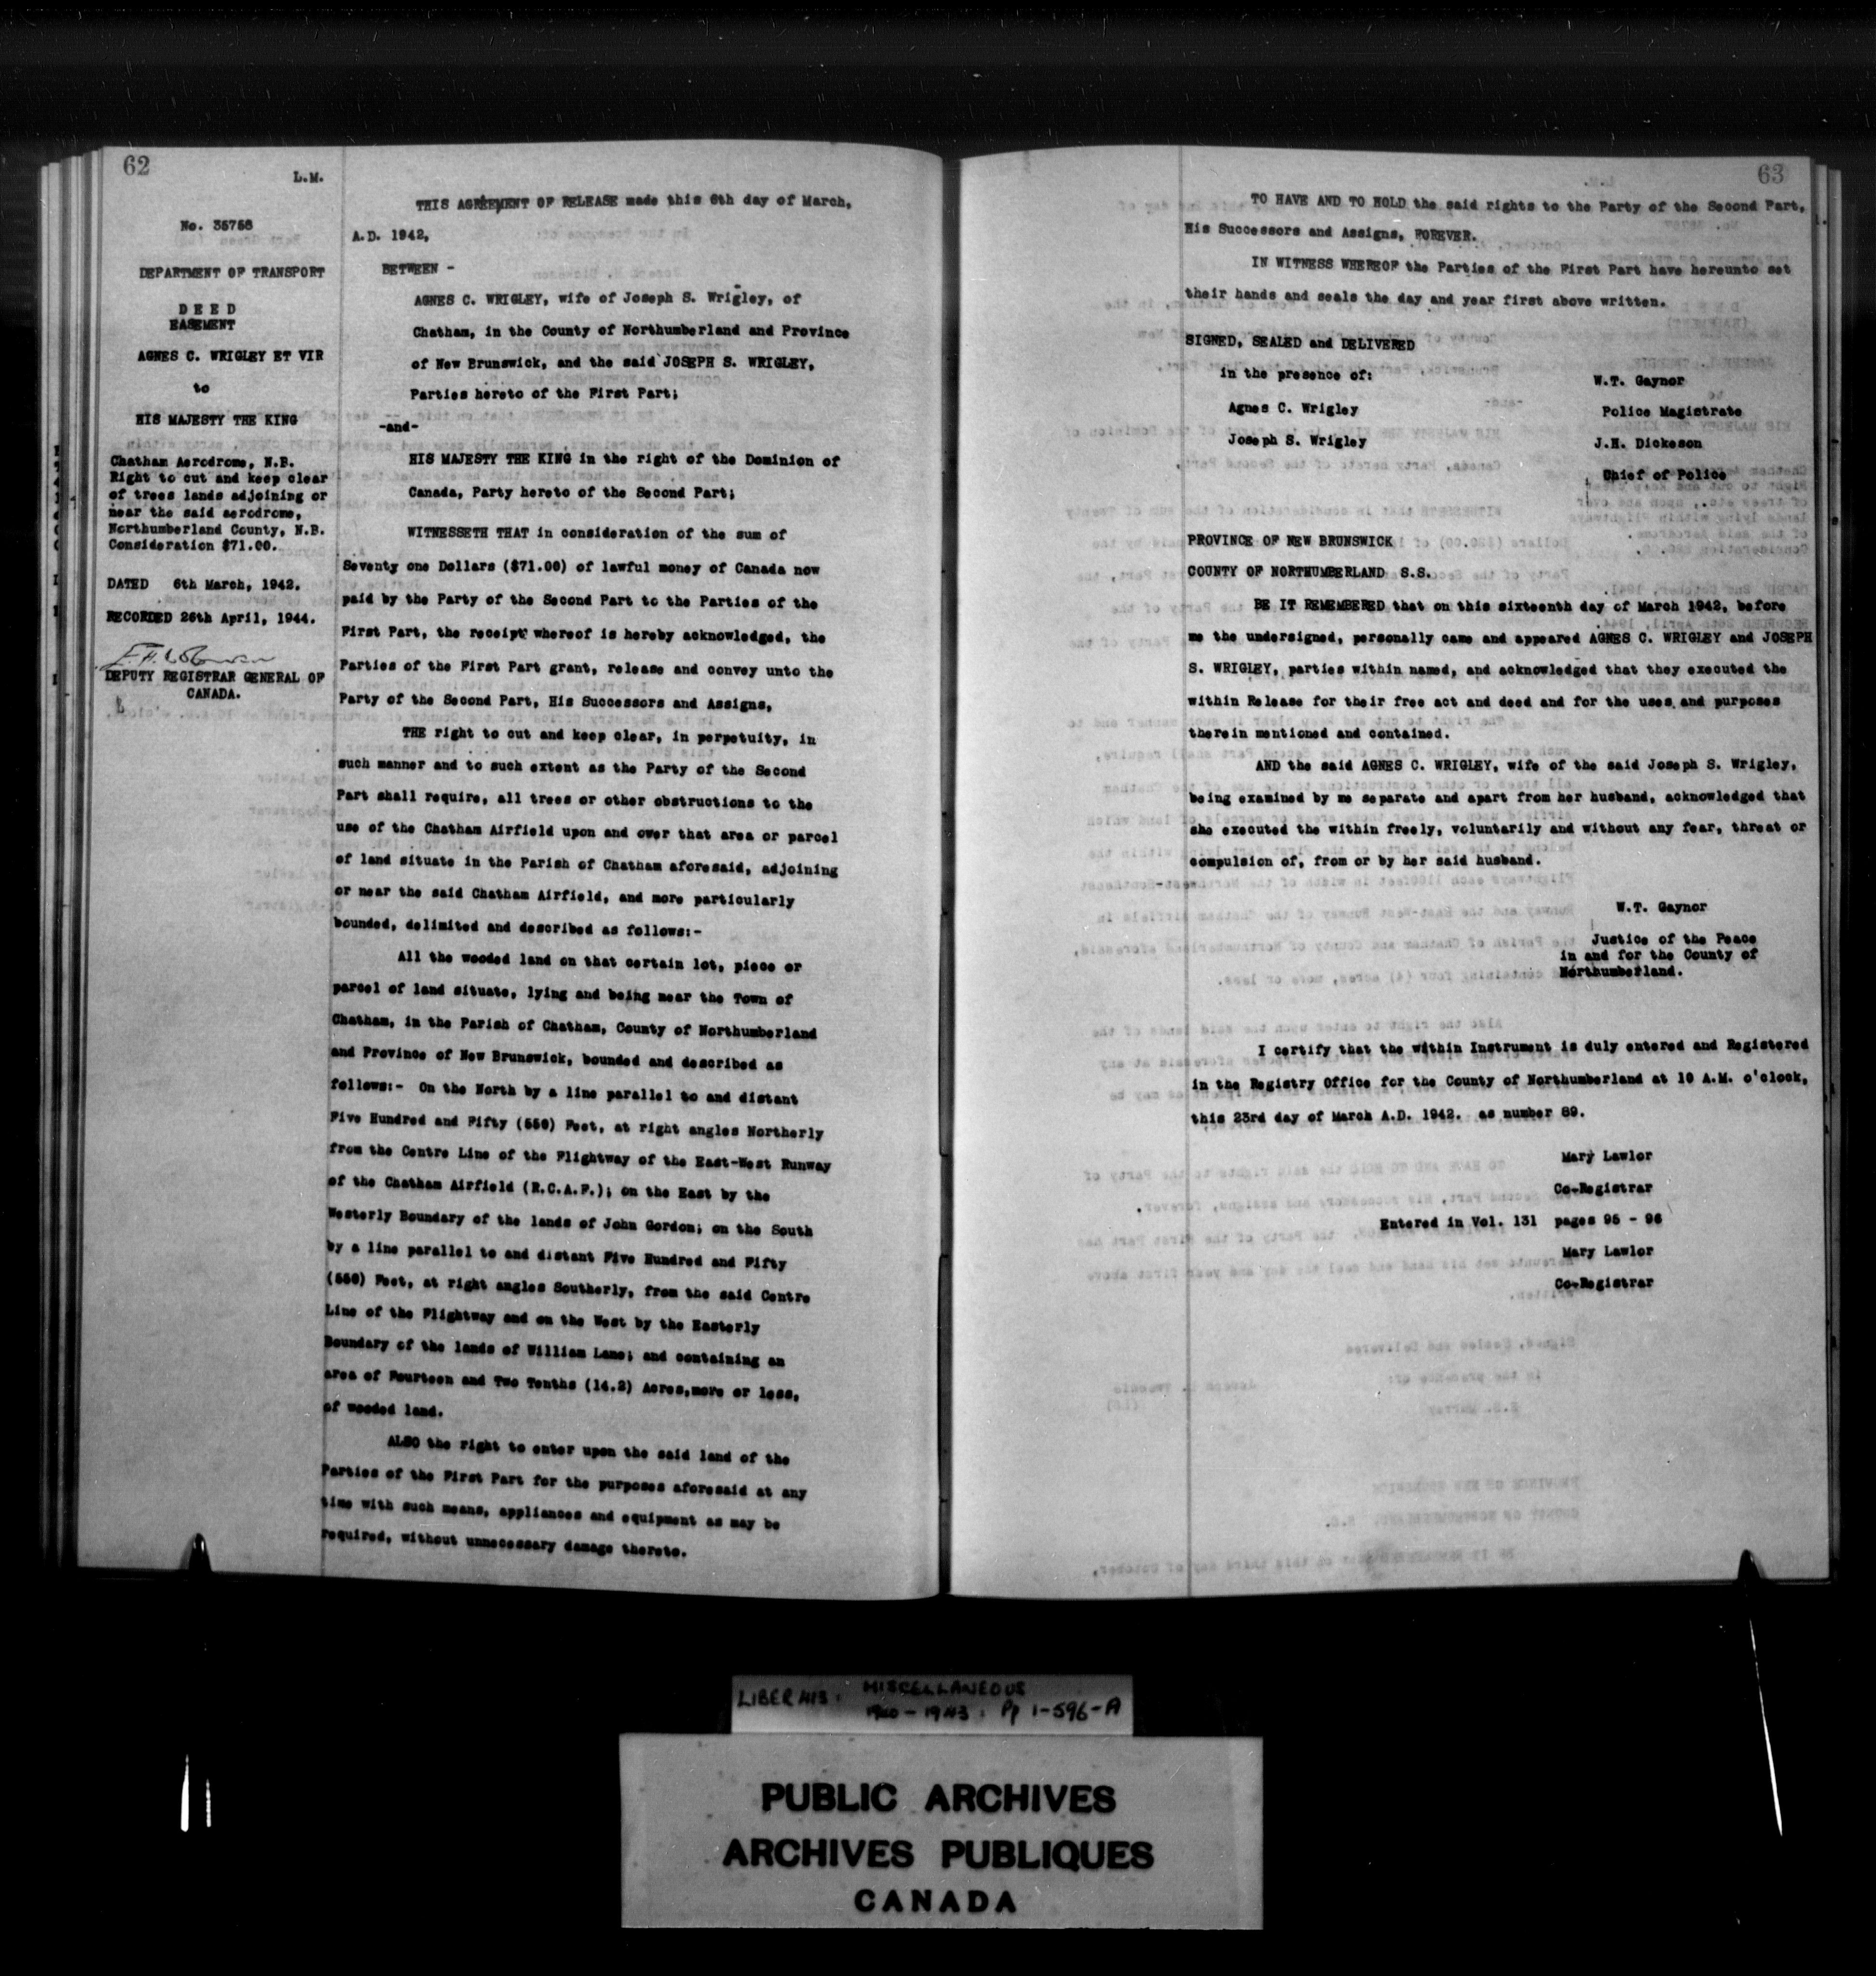 62
L.M.
No. 35758
DEPARTMENT OF TRANSPORT
D E E D
EASEMENT
AGNES C. WRIGLEY ET VIR
to
HIS MAJESTY THE KING
Chatham Aerodrome, N.B.
Right to cut and keep clear
of trees lands adjoining or
near the said aerodrome,
Northumberland County, N.B.
Consideration $71.00.
DATED 6th March, 1942.
RECORDED 26th April, 1944.
DEPUTY REGISTRAR GENERAL OF
CANADA.
THIS AGREEMENT OF RELEASE made this 6th day of March,
A.D. 1942,
BETWEEN -
AGNES C. WRIGLEY, wife of Joseph S. Wrigley, of
Chatham, in the County of Northumberland and Province
of New Brunswick, and the said JOSEPH S. WRIGLEY,
Parties hereto of the First Part;
-and-
HIS MAJESTY THE KING in the right of the Dominion of
Canada, Party hereto of the Second Part;
WITNESSETH THAT in consideration of the sum of
Seventy one Dollars ($71.00) of lawful money of Canada now
paid by the Party of the Second Part to the Parties of the
First Part, the receipt whereof is hereby acknowledged, the
Parties of the First Part grant, release and convey unto the
Party of the Second Part, His Successors and Assigns,
THE right to cut and keep clear, in perpetuity, in
such manner and to such extent as the Party of the Second
Part shall require, all trees or other obstructions to the
use of the Chatham Airfield upon and over that area or parcel
of land situate in the Parish of Chatham aforesaid, adjoining
or near the said Chatham Airfield, and more particularly
bounded, delimited and described as follows:-
All the wooded land on that certain lot, piece or
parcel of land situate, lying and being near the Town of
Chatham, in the Parish of Chatham, County of Northumberland
and Province of New Brunswick, bounded and described as
follows:- On the North by a line parallel to and distant
Five Hundred and Fifty (550) Feet, at right angles Northerly
from the Centre Line of the Flightway of the East-West Runway
of the Chatham Airfield (R.C.A.F.); on the East by the
Westerly Boundary of the lands of John Gordon; on the South
by a line parallel to and distant Five Hundred and Fifty
(550) Feet, at right angles Southerly, from the said Centre
Line of the Flightway and on the West by the Easterly
Boundary of the lands of William Lane; and containing an
area of Fourteen and Two Tenths (14.2) Acres,more or less,
of wooded land.
ALSO the right to enter upon the said land of the
Parties of the First Part for the purposes aforesaid at any
time with such means, appliances and equipment as may be
required, without unnecessary damage thereto.
63
TO HAVE AND TO HOLD the said rights to the Party of the Second Part,
His Successors and Assigns, FOREVER.
IN WITNESS WHEREOF the Parties of the First Part have hereunto set
their hands and seals the day and year first above written.
SIGNED, SEALED and DELIVERED
in the presence of:
W.T. Gaynor
Agnes C. Wrigley
Police Magistrate
Joseph S. Wrigley
J.H. Dickeson
Chief of Police
PROVINCE OF NEW BRUNSWICK
COUNTY OF NORTHUMBERLAND S.S.
BE IT REMEMBERED that on this sixteenth day of March 1942, before
me the undersigned, personally came and appeared AGNES C. WRIGLEY and JOSEPH
S. WRIGLEY, parties within named, and acknowledged that they executed the
within Release for their free act and deed and for the uses and purposes
therein mentioned and contained.
AND the said AGNES C. WRIGLEY, wife of the said Joseph S. Wrigley,
being examined by me separate and apart from her husband, acknowledged that
she executed the within freely, voluntarily and without any fear, threat or
compulsion of, from or by her said husband.
W.T. Gaynor
Justice of the Peace
in and for the County of
Northumberland.
I certify that the within Instrument is duly entered and Registered
in the Registry Office for the County of Northumberland at 10 A.M. o'clock,
this 23rd day of March A.D. 1942. as number 89.
Mary Lawlor
Co-Registrar
Entered in Vol. 131 pages 95 - 96
Mary Lawlor
Co-Registrar
LIBER 413: MISCELLANEOUS
1940-1943: Pp 1-596-A
PUBLIC ARCHIVES
ARCHIVES PUBLIQUES
CANADA